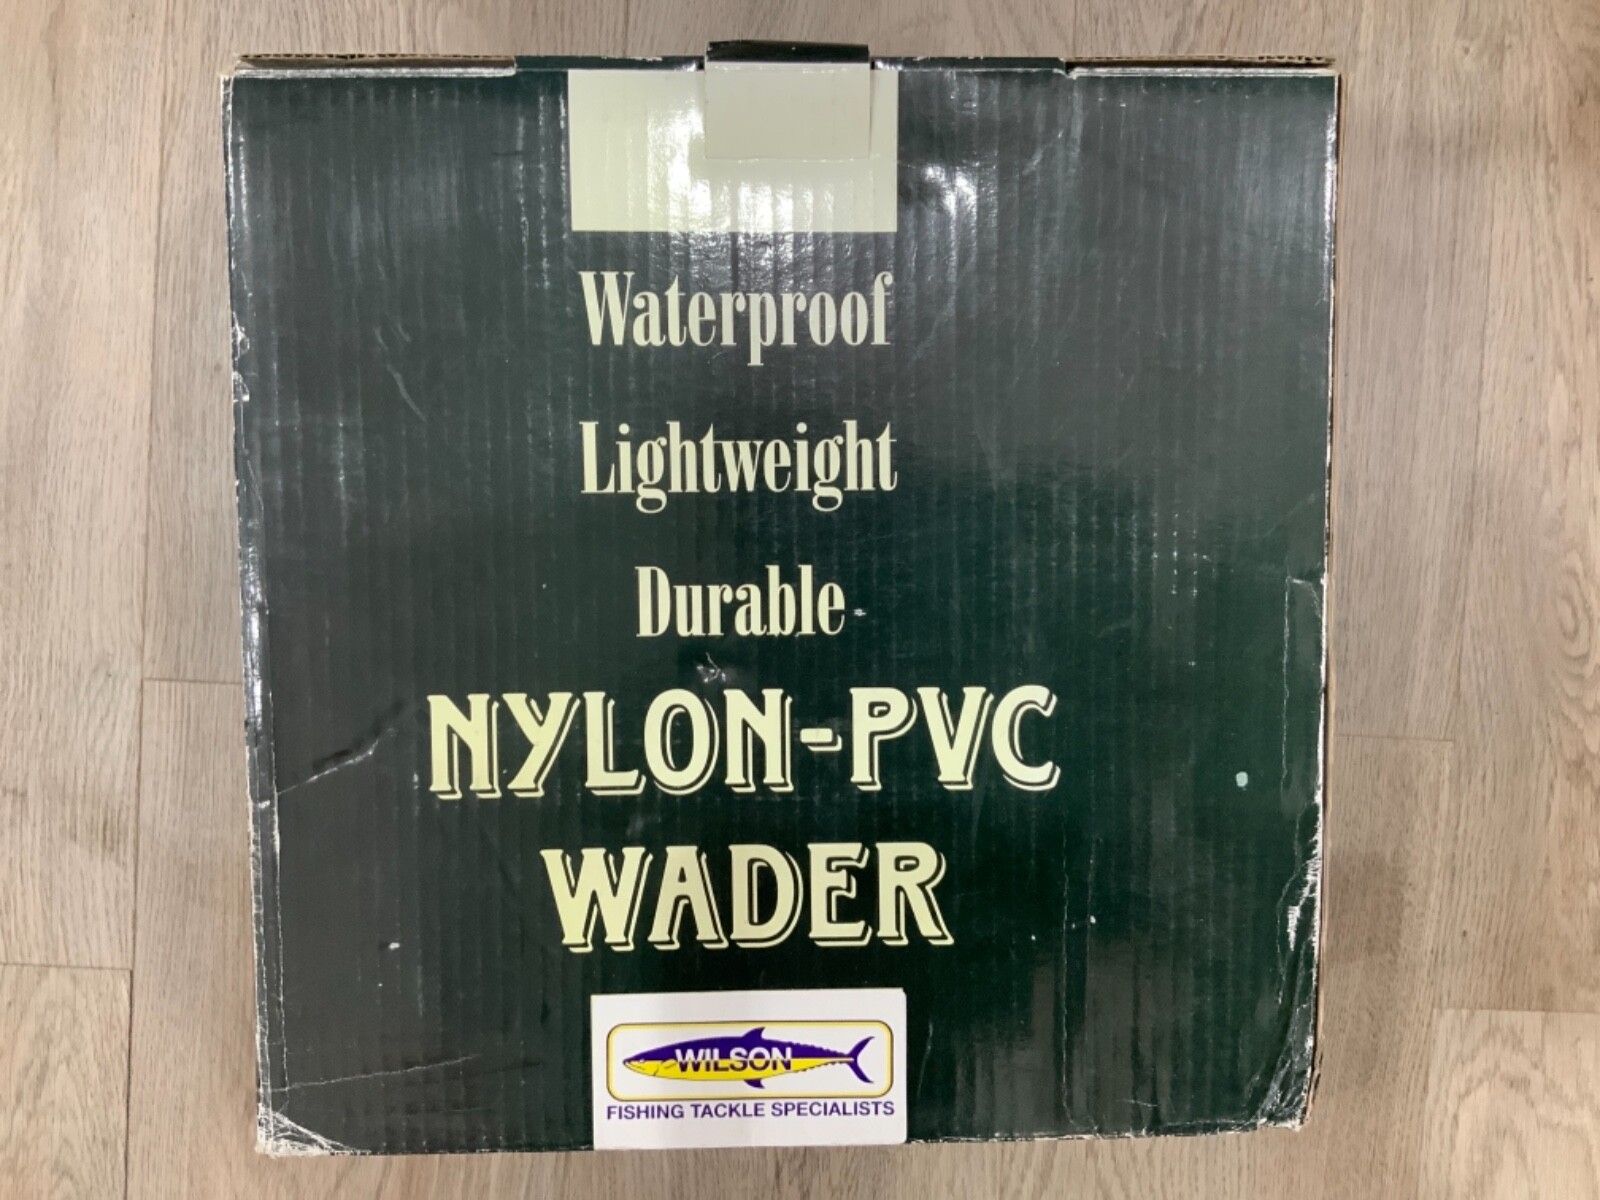 Waterproof
Lightweight
Durable
NYLON-PVC
WADER
WILSON
FISHING TACKLE SPECIALISTS